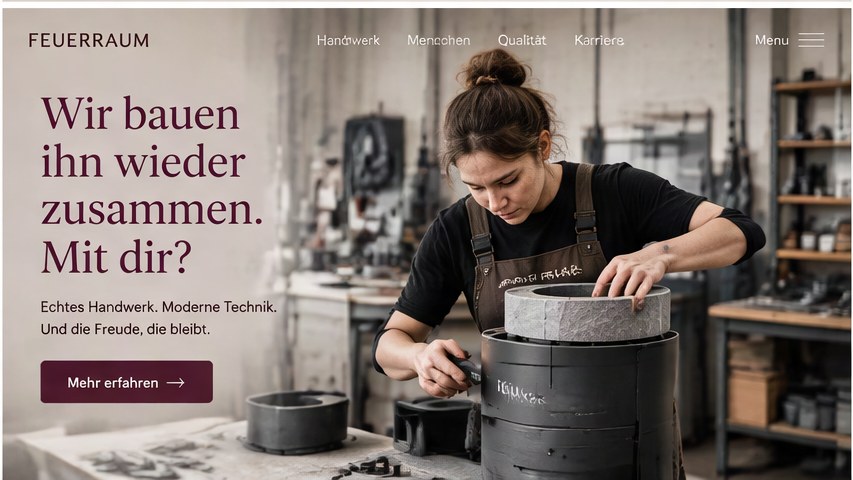 FEUERRAUM
Handwerk Menschen Qualität Karriere Menu
Wir bauen
ihn wieder
zusammen.
Mit dir?
Echtes Handwerk. Moderne Technik.
Und die Freude, die bleibt.
Mehr erfahren